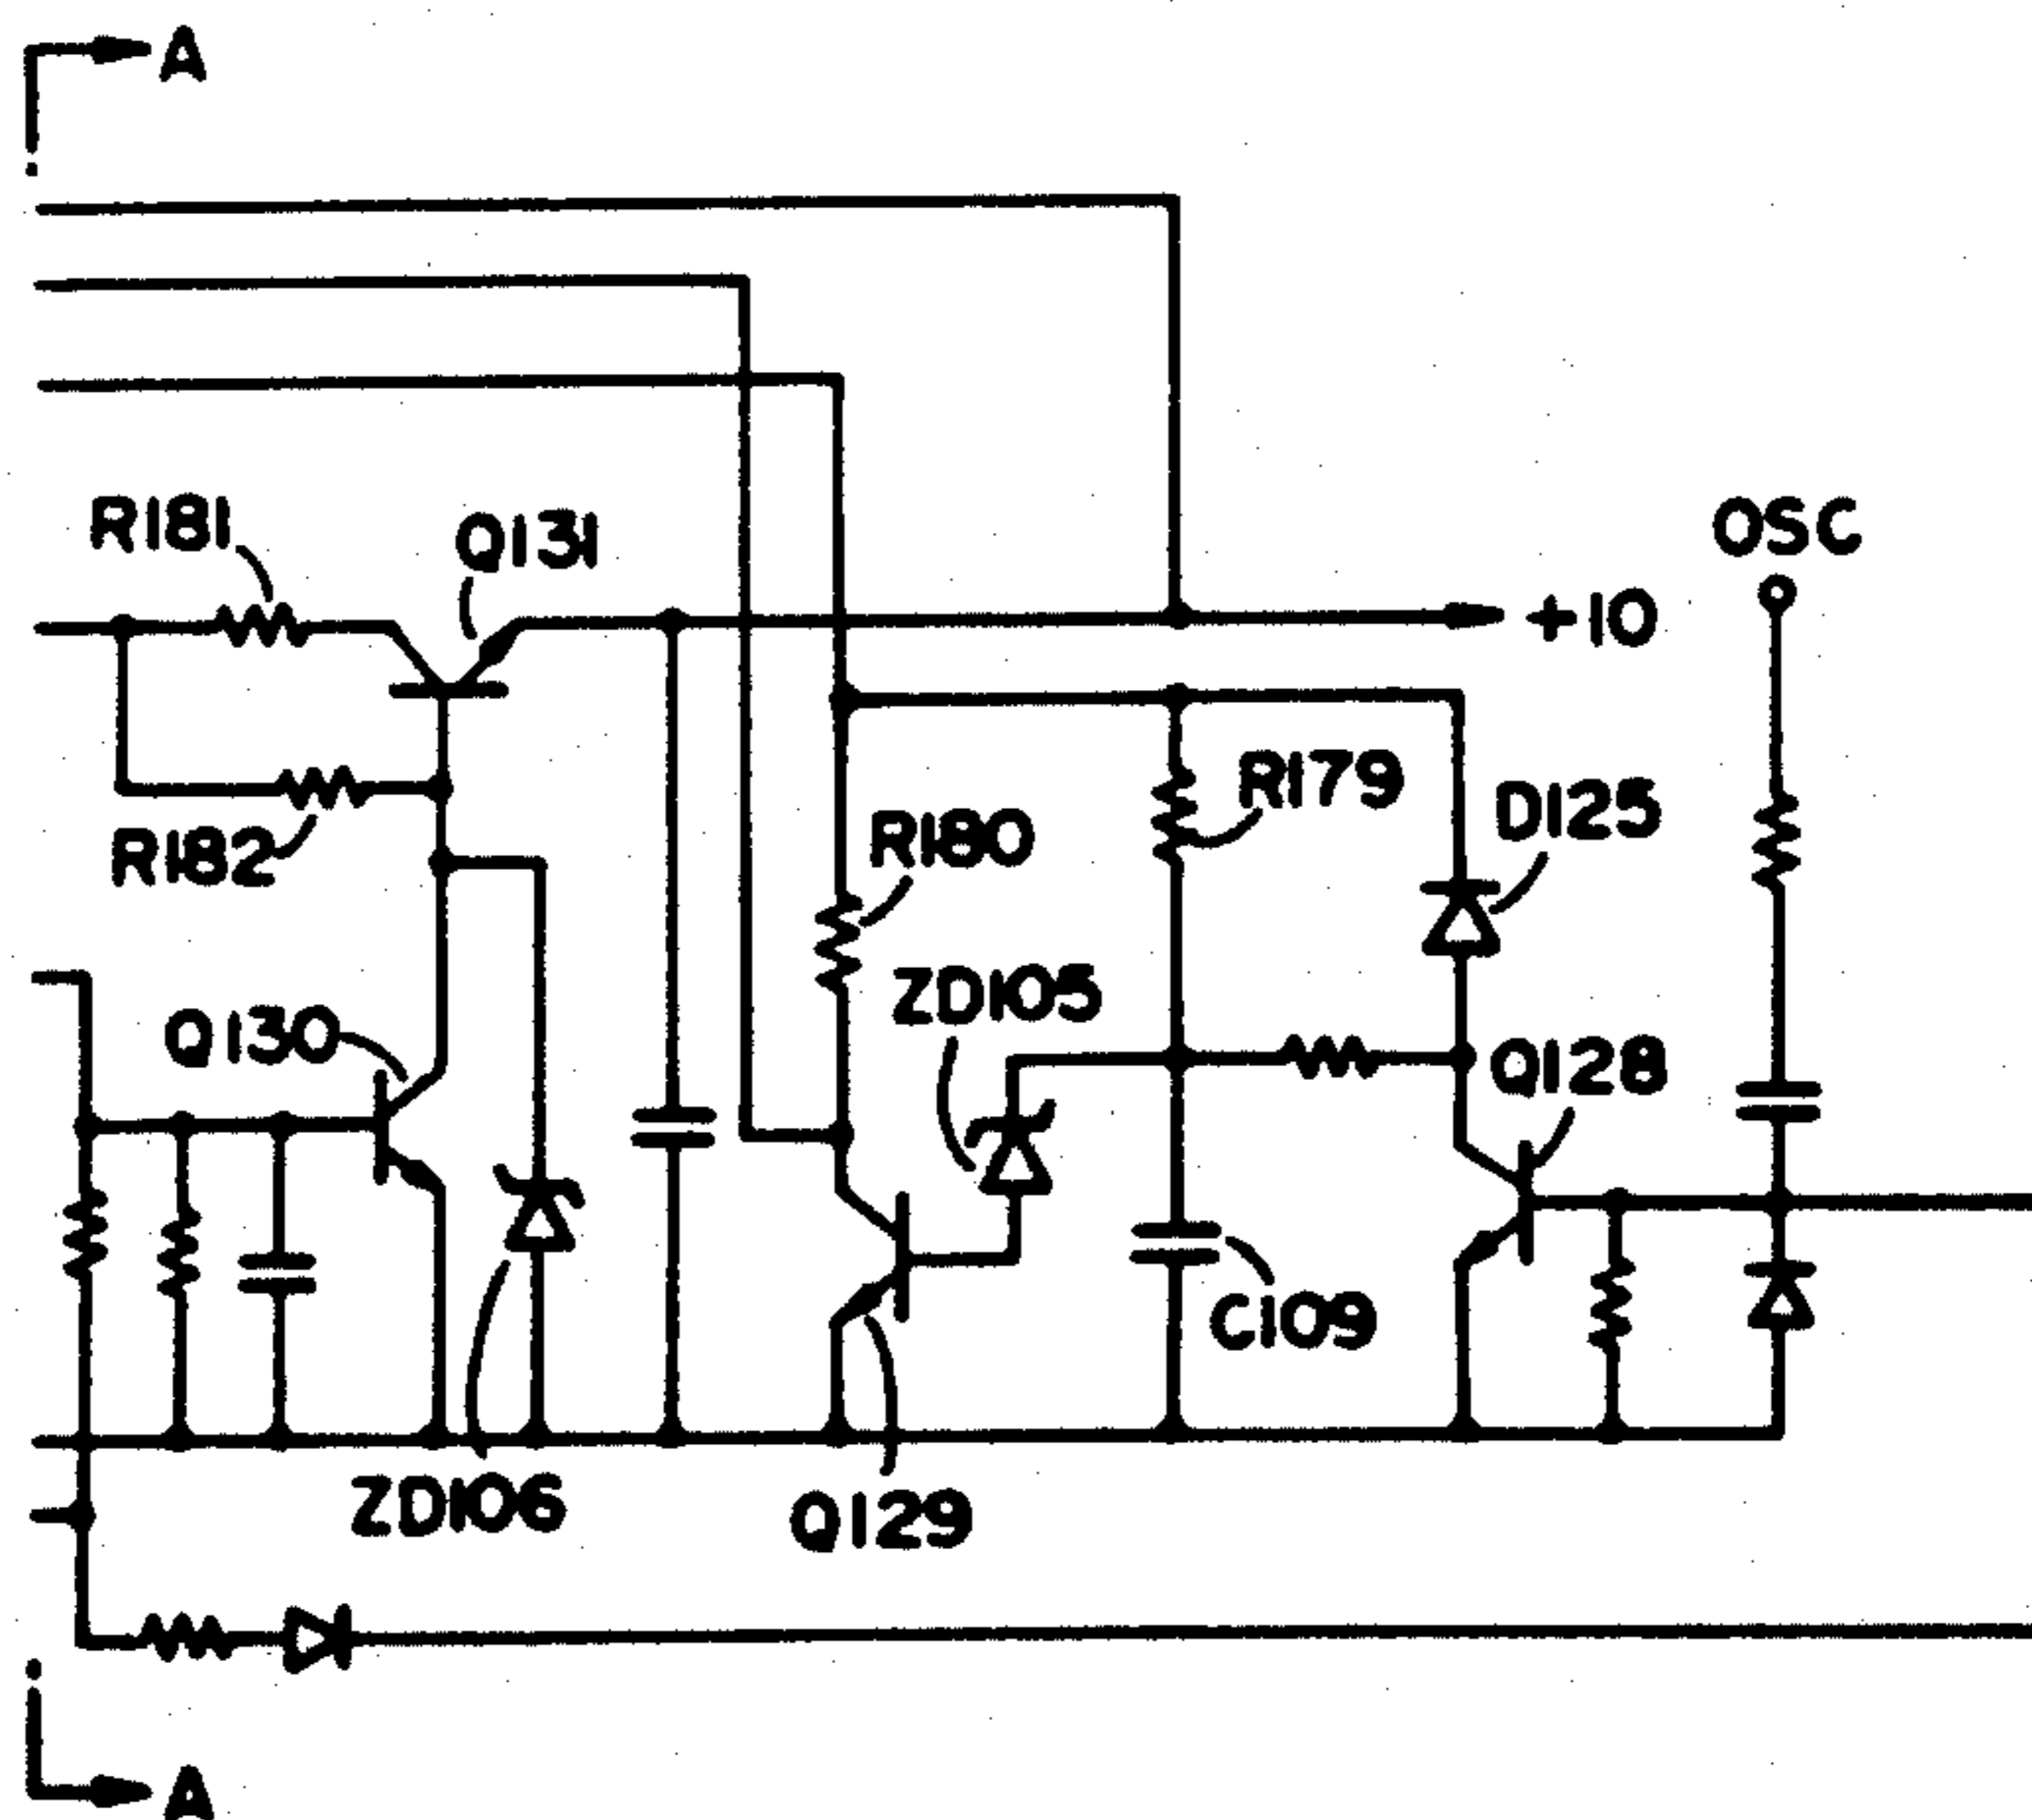 A
R181
Q131
OSC
+10
R182
R180
R179
D125
ZD105
Q130
Q128
C109
ZD106
Q129
A